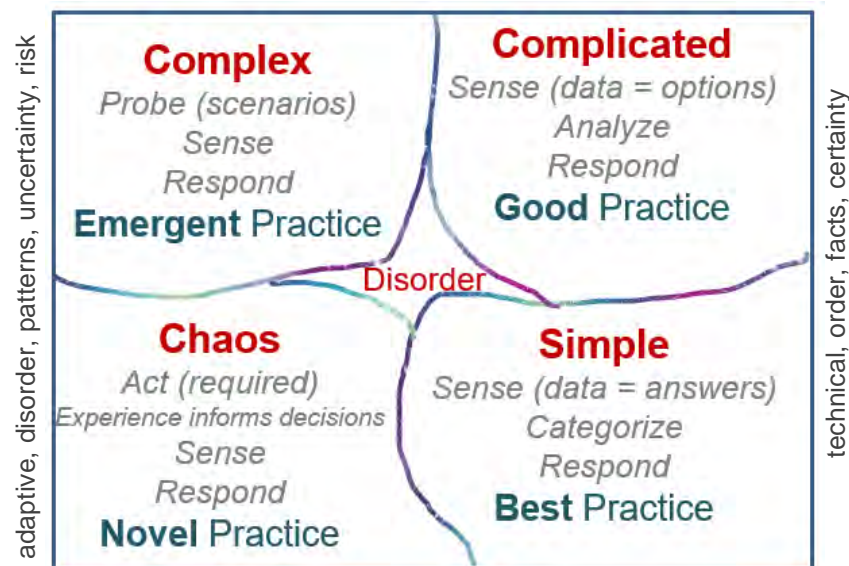 adaptive, disorder, patterns, uncertainty, risk
Complex
Probe (scenarios)
Sense
Respond
Emergent Practice
Complicated
Sense (data = options)
Analyze
Respond
Good Practice
Disorder
Chaos
Act (required)
Experience informs decisions
Sense
Respond
Novel Practice
Simple
Sense (data = answers)
Categorize
Respond
Best Practice
technical, order, facts, certainty